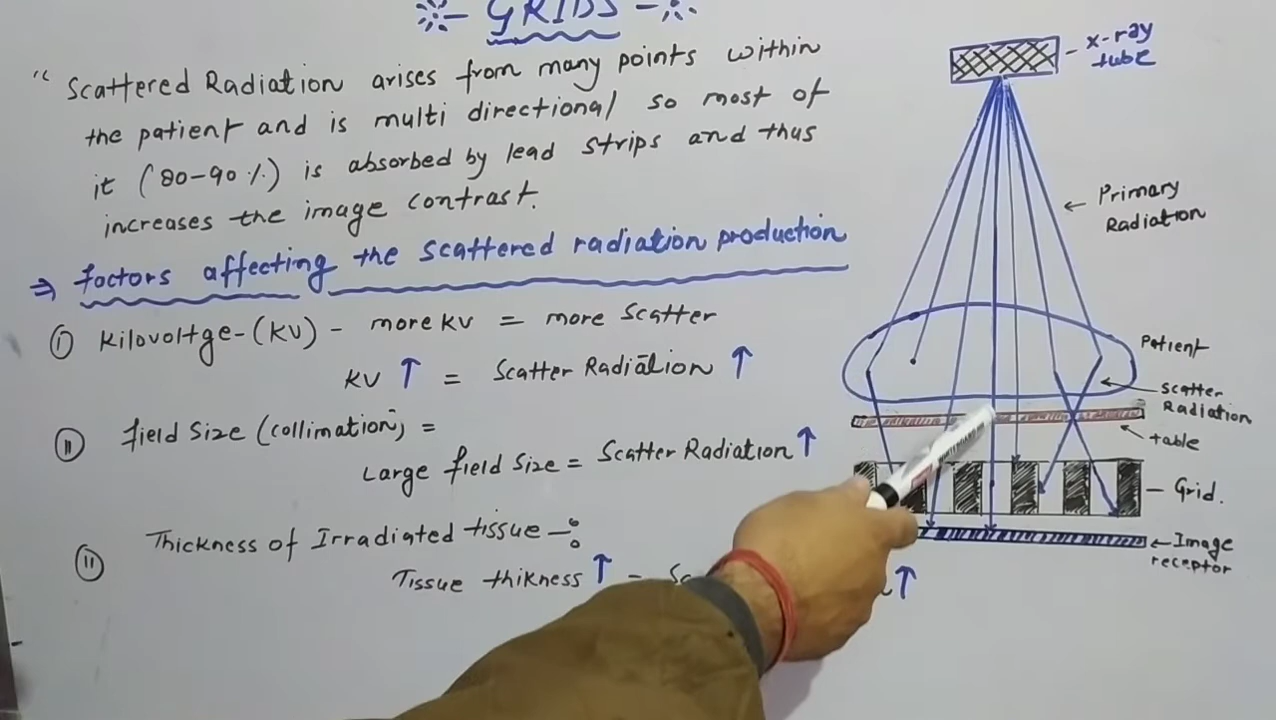 GRIDS
" Scattered Radiation arises from many points within
the patient and is multi directional so most of
it (80-90%) is absorbed by lead strips and thus
increases the image contrast.
⇒ factors affecting the scattered radiation production
① Kilovoltge-(KV) - more KV = more Scatter
KV ↑ = Scatter Radiation ↑
⑪ field Size (collimation) =
Large field Size = Scatter Radiation ↑
⑪ Thickness of Irradiated tissue -:
Tissue thikness ↑ - ↑
x-ray
tube
Primary
Radiation
Patient
scatter
Radiation
table
Grid.
Image
receptor